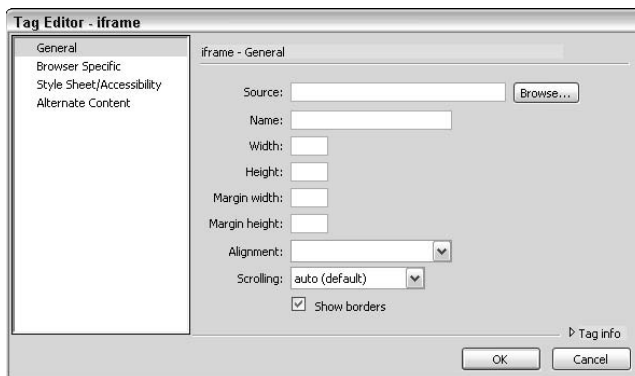 Tag Editor - iframe
General
Browser Specific
Style Sheet/Accessibility
Alternate Content
iframe - General
Source:
Browse...
Name:
Width:
Height:
Margin width:
Margin height:
Alignment:
Scrolling: auto (default)
Show borders
Tag info
OK
Cancel